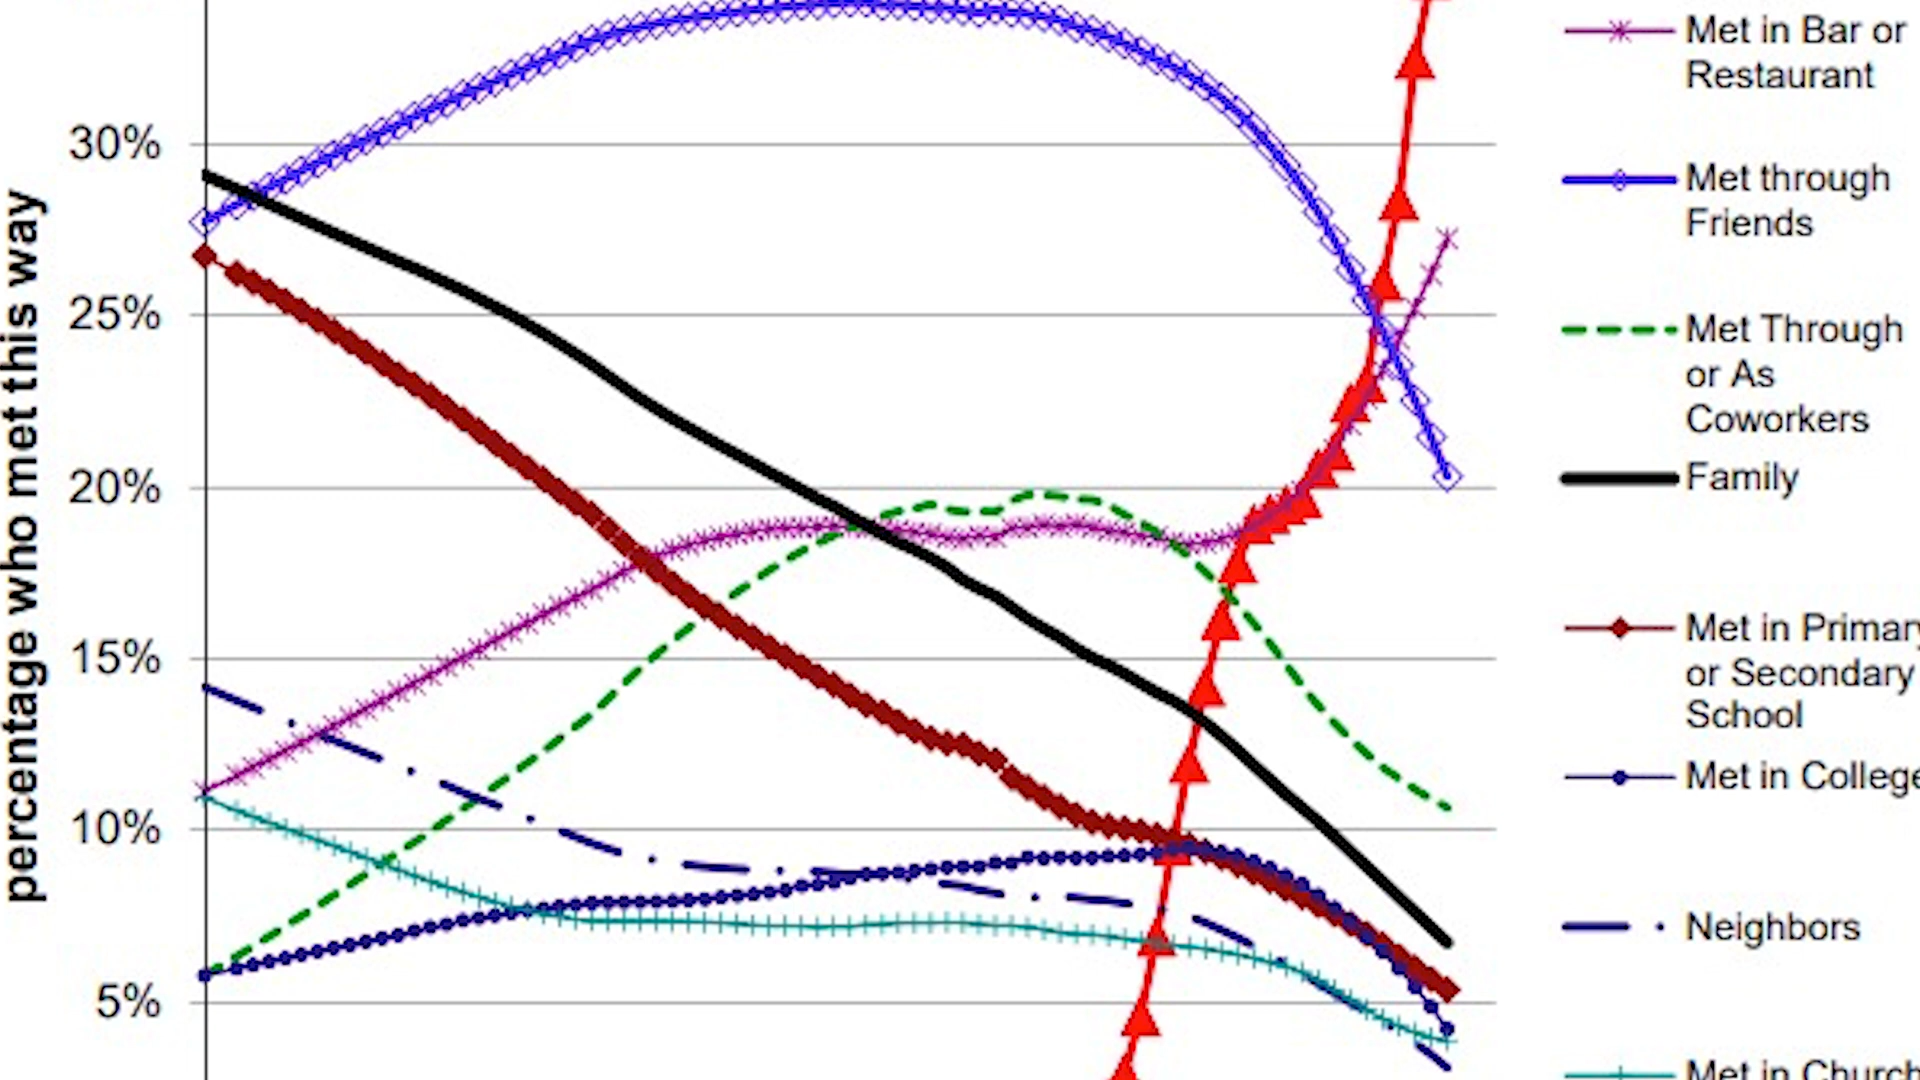 percentage who met this way
30%
25%
20%
15%
10%
5%
Met in Bar or
Restaurant
Met through
Friends
Met Through
or As
Coworkers
Family
Met in Primary
or Secondary
School
Met in College
Neighbors
Met in Church